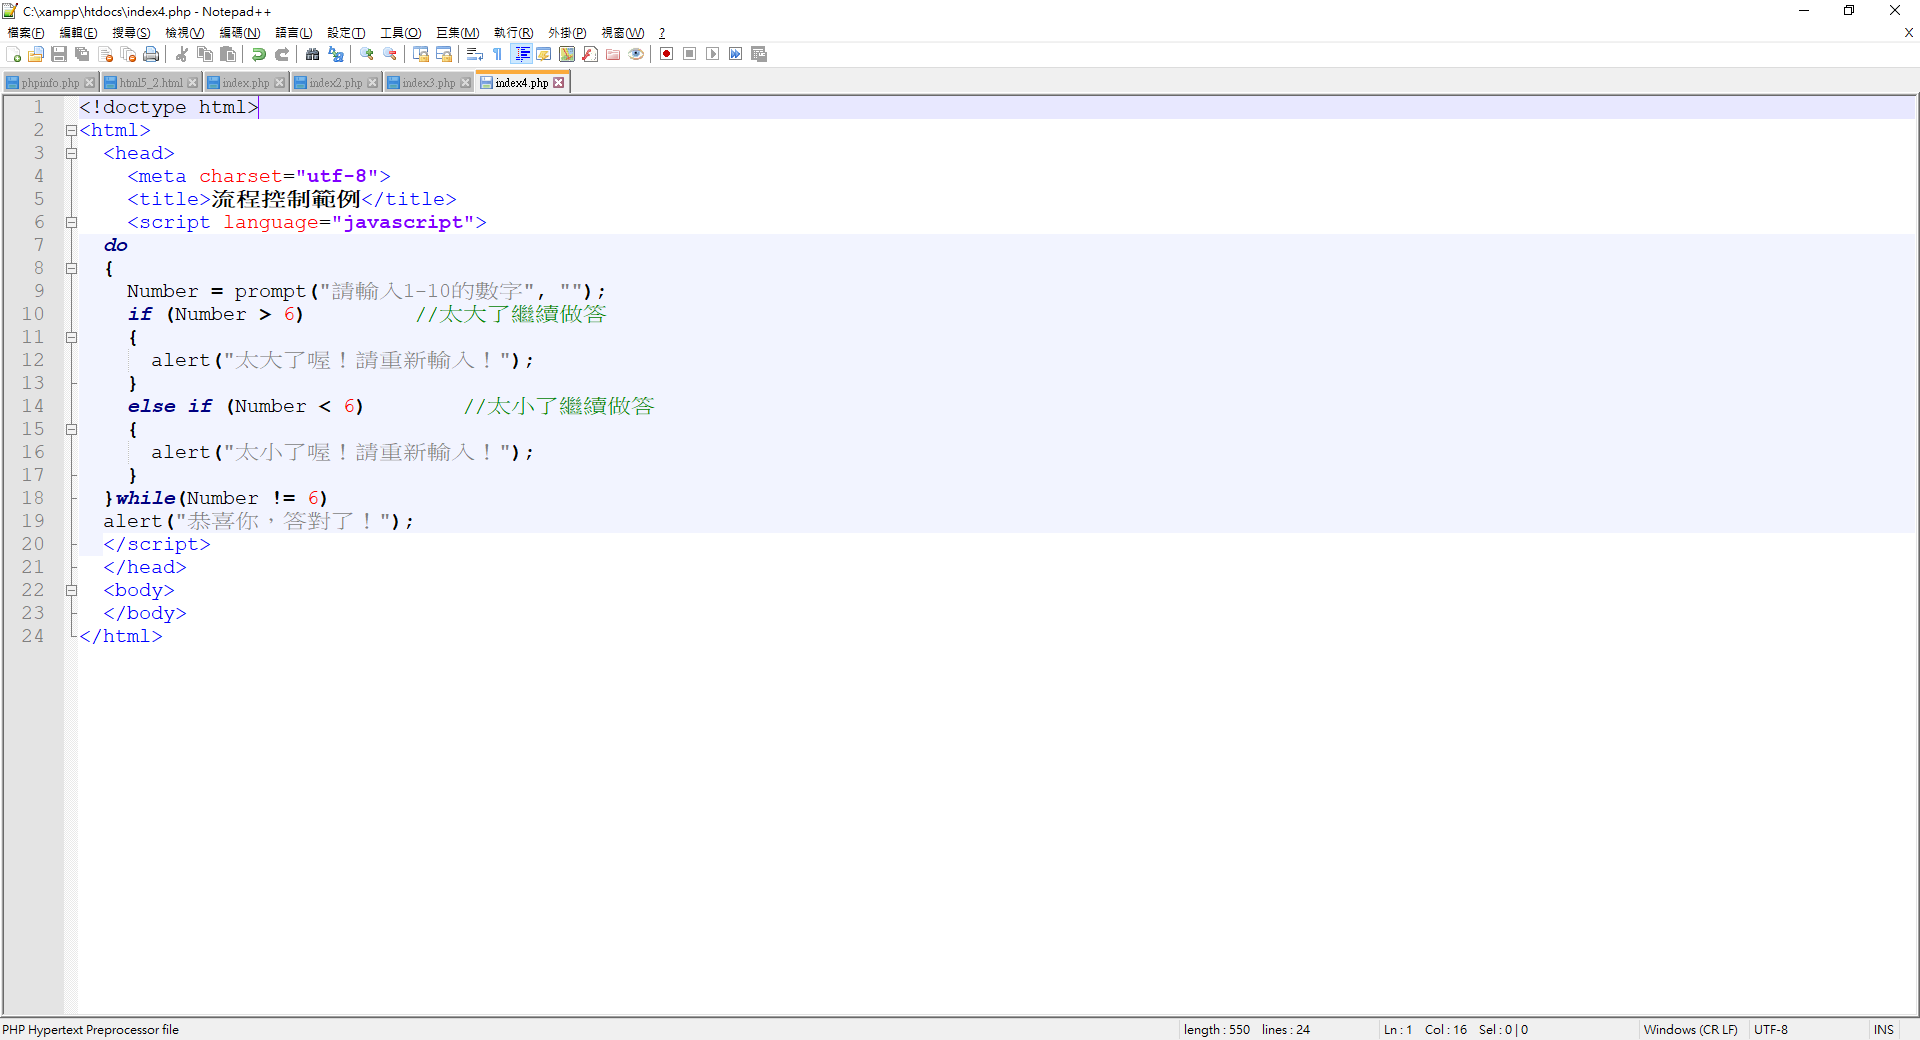 C:\xampp\htdocs\index4.php - Notepad++
檔案(F) 編輯(E) 搜尋(S) 檢視(V) 編碼(N) 語言(L) 設定(T) 工具(O) 巨集(M) 執行(R) 外掛(P) 視窗(W) ? X
phpinfo.php html5_2.html index.php index2.php index3.php index4.php
1 <!doctype html>
2 <html>
3 <head>
4 <meta charset="utf-8">
5 <title>流程控制範例</title>
6 <script language="javascript">
7 do
8 {
9 Number = prompt("請輸入1-10的數字", "");
10 if (Number > 6) //太大了繼續做答
11 {
12 alert("太大了喔！請重新輸入！");
13 }
14 else if (Number < 6) //太小了繼續做答
15 {
16 alert("太小了喔！請重新輸入！");
17 }
18 }while(Number != 6)
19 alert("恭喜你，答對了！");
20 </script>
21 </head>
22 <body>
23 </body>
24 </html>
PHP Hypertext Preprocessor file length : 550 lines : 24 Ln : 1 Col : 16 Sel : 0 | 0 Windows (CR LF) UTF-8 INS